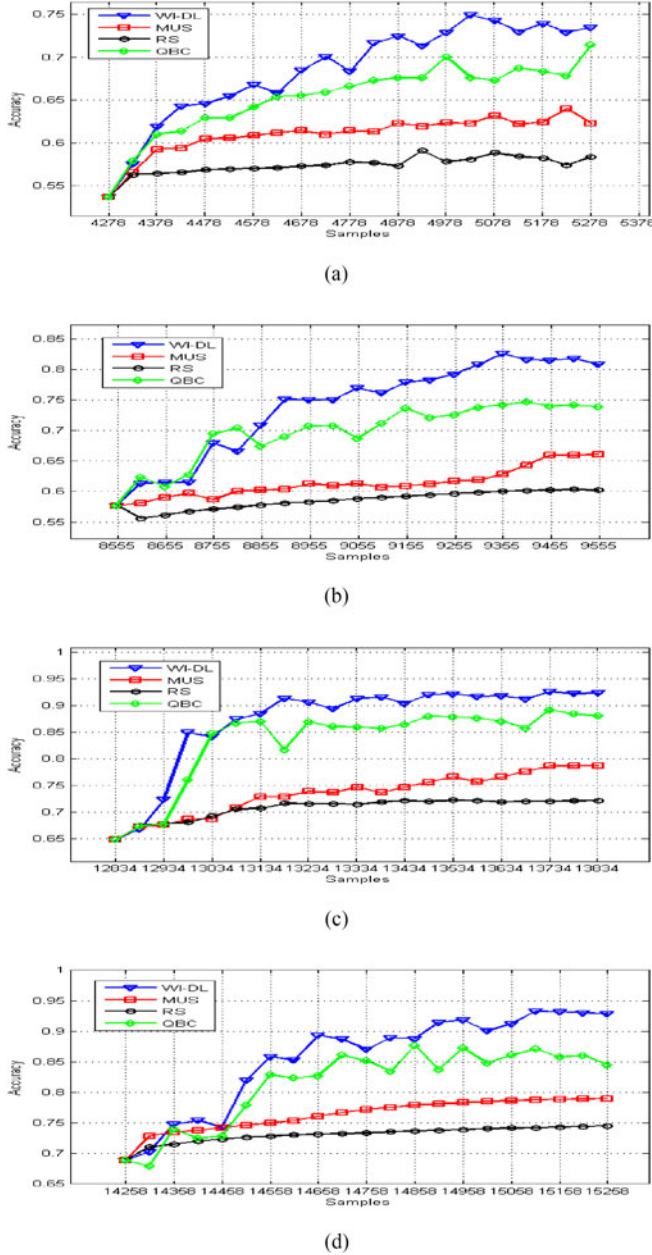 0.75
0.7
0.65
0.6
0.55
Accuracy
WI-DL
MUS
RS
QBC
4278 4378 4478 4578 4678 4778 4878 4978 5078 5178 5278 5378
Samples
(a)
0.85
0.8
0.75
0.7
0.65
0.6
0.55
Accuracy
WI-DL
MUS
RS
QBC
8555 8655 8755 8855 8955 9055 9155 9255 9355 9455 9555
Samples
(b)
1
0.95
0.9
0.85
0.8
0.75
0.7
0.65
Accuracy
WI-DL
MUS
RS
QBC
12834 12934 13034 13134 13234 13334 13434 13534 13634 13734 13834
Samples
(c)
1
0.95
0.9
0.85
0.8
0.75
0.7
0.65
Accuracy
WI-DL
MUS
RS
QBC
14258 14358 14458 14558 14658 14758 14858 14958 15058 15158 15258
Samples
(d)